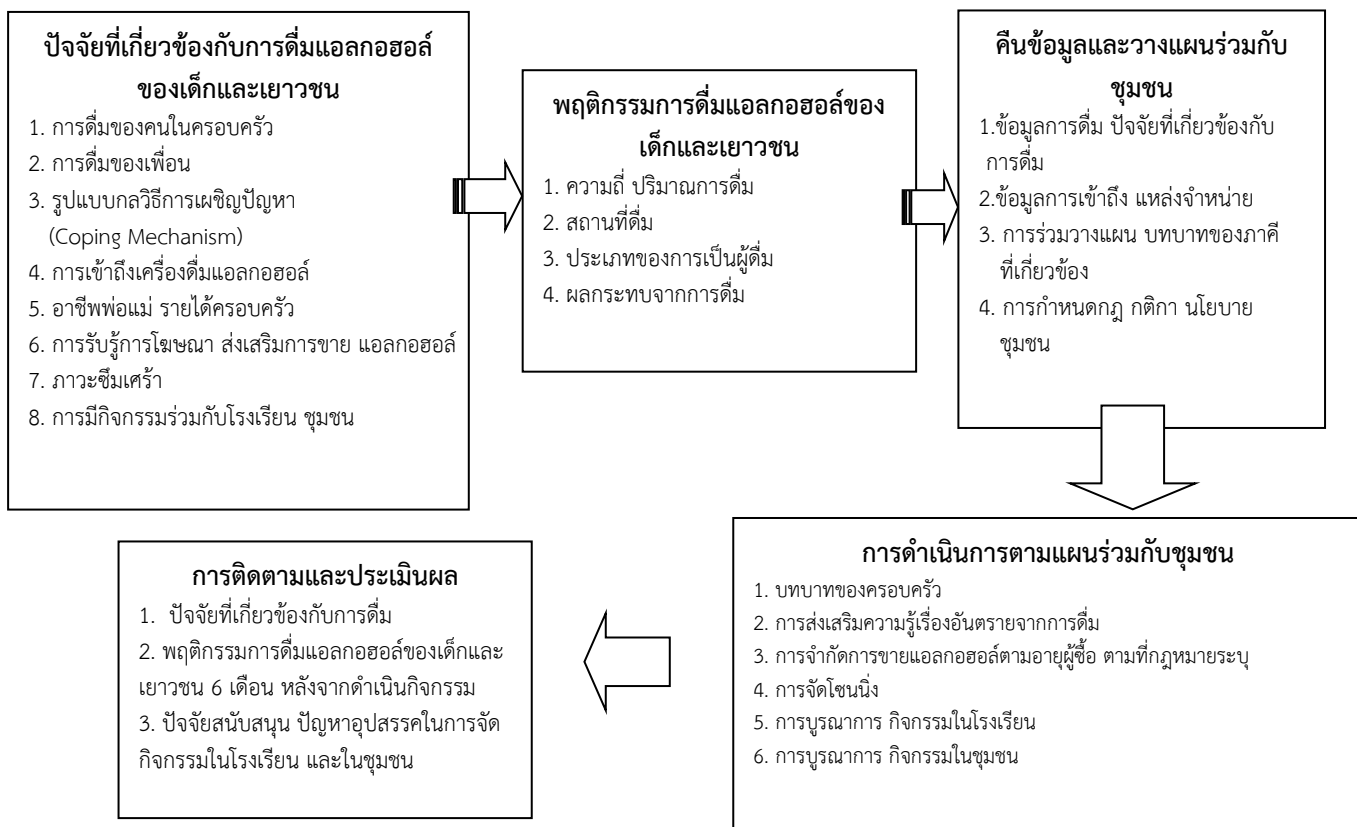 ปัจจัยที่เกี่ยวข้องกับการดื่มแอลกอฮอล์
ของเด็กและเยาวชน
1. การดื่มของคนในครอบครัว
2. การดื่มของเพื่อน
3. รูปแบบกลวิธีการเผชิญปัญหา
(Coping Mechanism)
4. การเข้าถึงเครื่องดื่มแอลกอฮอล์
5. อาชีพพ่อแม่ รายได้ครอบครัว
6. การรับรู้การโฆษณา ส่งเสริมการขาย แอลกอฮอล์
7. ภาวะซึมเศร้า
8. การมีกิจกรรมร่วมกับโรงเรียน ชุมชน
พฤติกรรมการดื่มแอลกอฮอล์ของ
เด็กและเยาวชน
1. ความถี่ ปริมาณการดื่ม
2. สถานที่ดื่ม
3. ประเภทของการเป็นผู้ดื่ม
4. ผลกระทบจากการดื่ม
คืนข้อมูลและวางแผนร่วมกับ
ชุมชน
1.ข้อมูลการดื่ม ปัจจัยที่เกี่ยวข้องกับ
การดื่ม
2.ข้อมูลการเข้าถึง แหล่งจำหน่าย
3. การร่วมวางแผน บทบาทของภาคี
ที่เกี่ยวข้อง
4. การกำหนดกฎ กติกา นโยบาย
ชุมชน
การดำเนินการตามแผนร่วมกับชุมชน
1. บทบาทของครอบครัว
2. การส่งเสริมความรู้เรื่องอันตรายจากการดื่ม
3. การจำกัดการขายแอลกอฮอล์ตามอายุผู้ซื้อ ตามที่กฎหมายระบุ
4. การจัดโซนนิ่ง
5. การบูรณาการ กิจกรรมในโรงเรียน
6. การบูรณาการ กิจกรรมในชุมชน
การติดตามและประเมินผล
1. ปัจจัยที่เกี่ยวข้องกับการดื่ม
2. พฤติกรรมการดื่มแอลกอฮอล์ของเด็กและ
เยาวชน 6 เดือน หลังจากดำเนินกิจกรรม
3. ปัจจัยสนับสนุน ปัญหาอุปสรรคในการจัด
กิจกรรมในโรงเรียน และในชุมชน